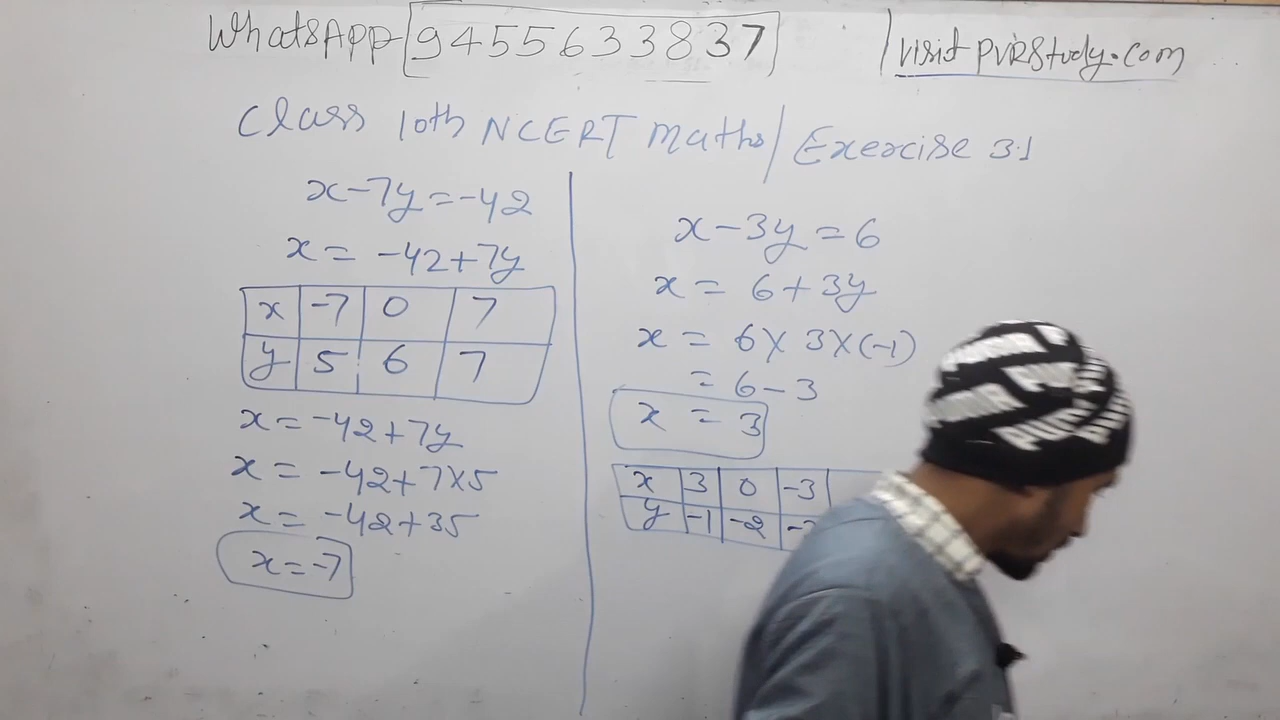 WhatsApp 9455633837 / visit PVRStudy.com
Class 10th NCERT Maths / Exercise 3.1
x-7y=-42
x= -42+7y
x -7 0 7
y 5 6 7
x=-42+7y
x= -42+7x5
x= -42+35
x=-7
x-3y=6
x= 6+3y
x= 6x 3x(-1)
= 6-3
x = 3
x 3 0 -3
y -1 -2